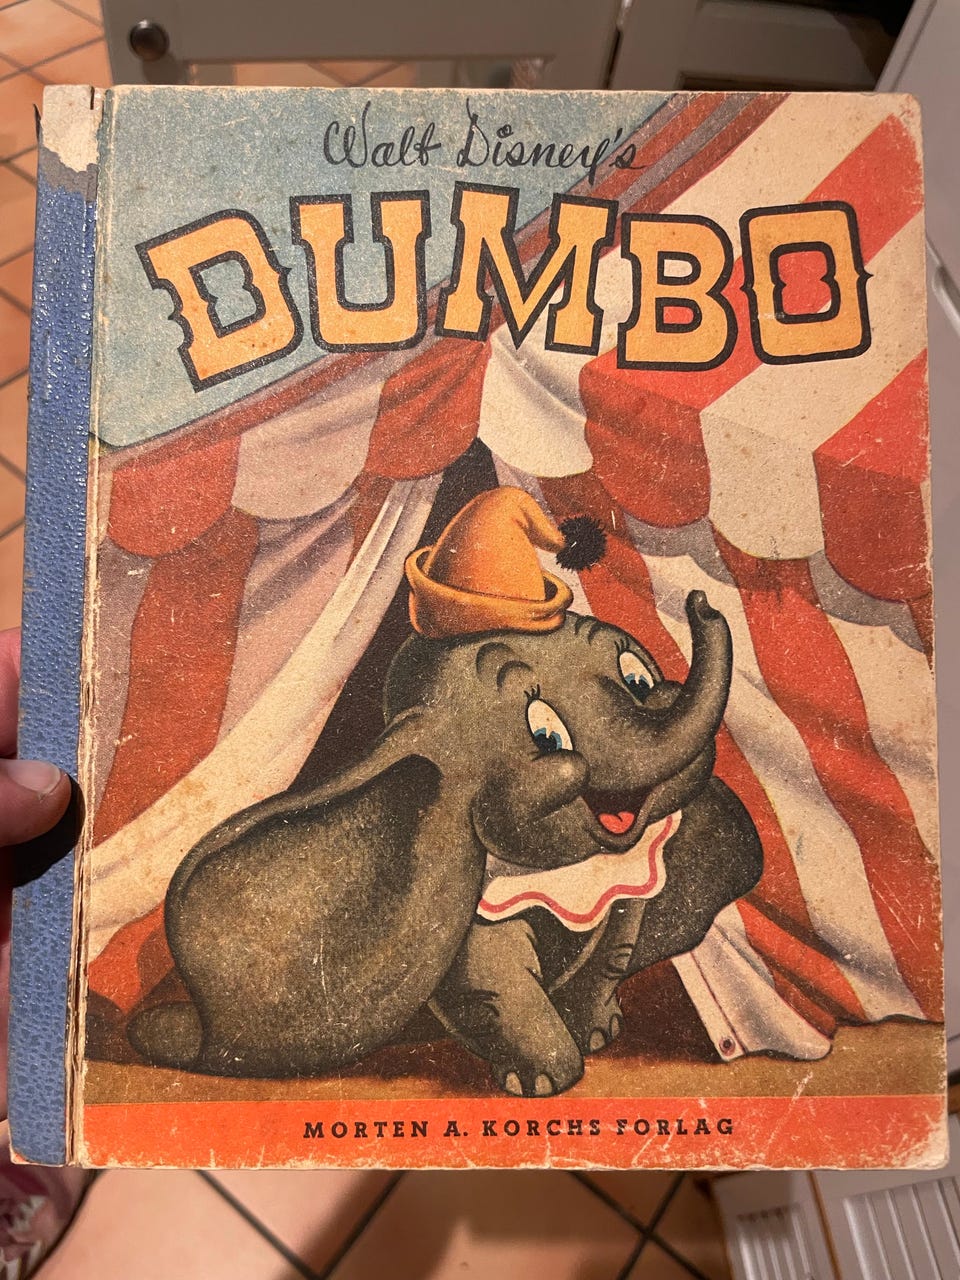 Walt Disney's
DUMBO
MORTEN A. KORCHS FORLAG